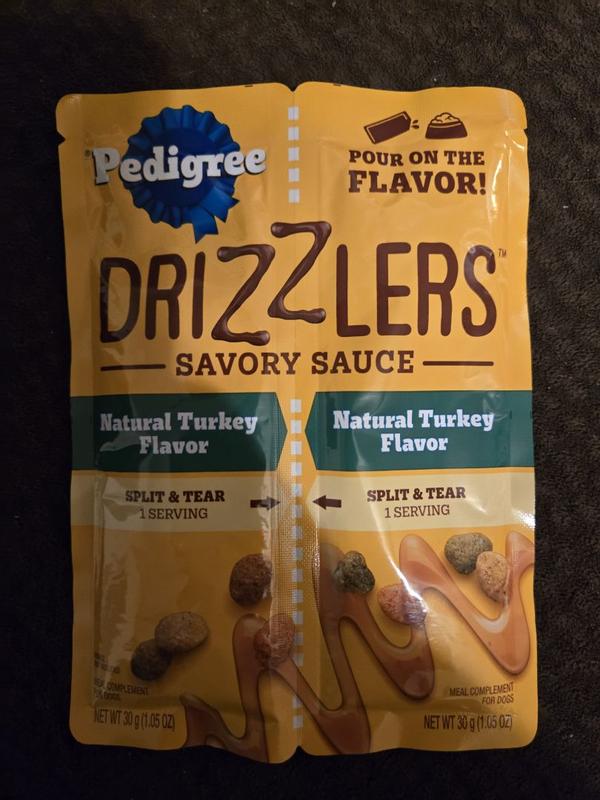 Pedigree
POUR ON THE
FLAVOR!
DRIZZLERS™
SAVORY SAUCE
Natural Turkey
Flavor
Natural Turkey
Flavor
SPLIT & TEAR
1 SERVING
SPLIT & TEAR
1 SERVING
MEAL COMPLEMENT
FOR DOGS
NET WT 30 g (1.05 OZ)
MEAL COMPLEMENT
FOR DOGS
NET WT 30 g (1.05 OZ)